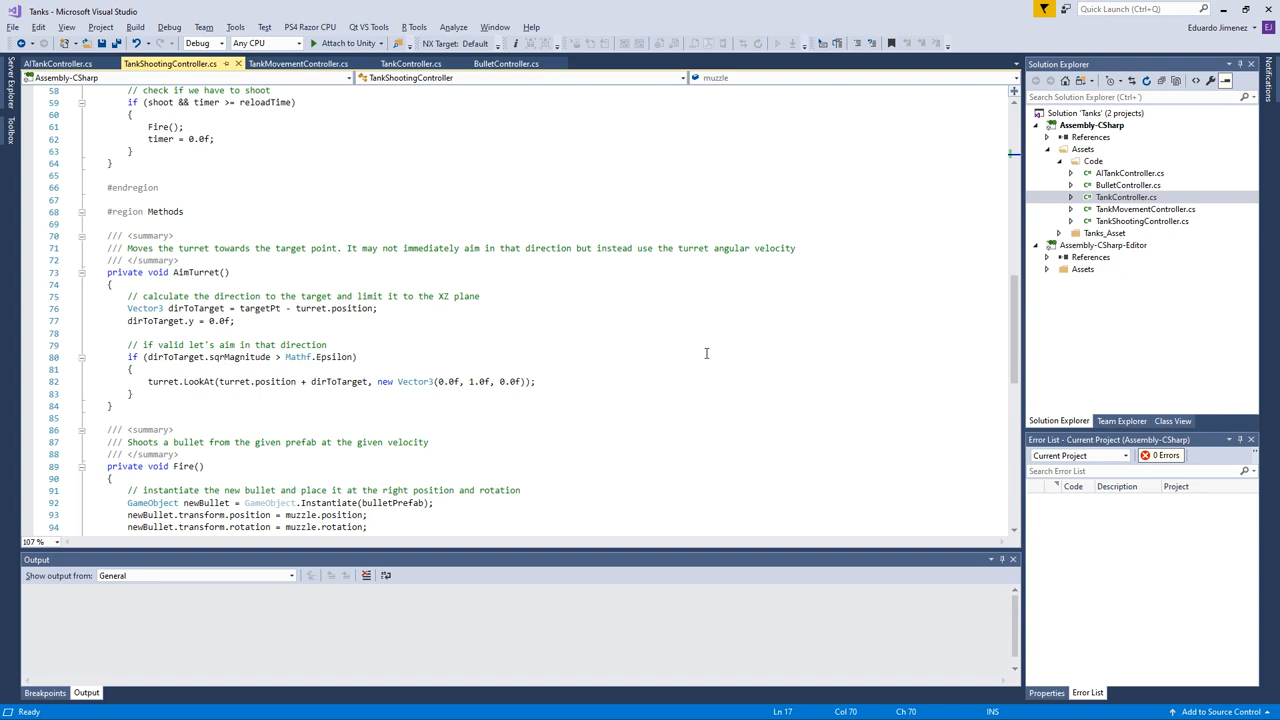 Tanks - Microsoft Visual Studio
Quick Launch (Ctrl+Q)
File Edit View Project Build Debug Team Tools Test PS4 Razor CPU Qt VS Tools R Tools Analyze Window Help
Eduardo Jimenez EJ
Debug Any CPU Attach to Unity NX Target: Default
Server Explorer
Toolbox
Notifications
AITankController.cs TankShootingController.cs TankMovementController.cs TankController.cs BulletController.cs
Assembly-CSharp TankShootingController muzzle
58 // check if we have to shoot
59 if (shoot && timer >= reloadTime)
60 {
61 Fire();
62 timer = 0.0f;
63 }
64 }
65
66 #endregion
67
68 #region Methods
69
70 /// <summary>
71 /// Moves the turret towards the target point. It may not immediately aim in that direction but instead use the turret angular velocity
72 /// </summary>
73 private void AimTurret()
74 {
75 // calculate the direction to the target and limit it to the XZ plane
76 Vector3 dirToTarget = targetPt - turret.position;
77 dirToTarget.y = 0.0f;
78
79 // if valid let's aim in that direction
80 if (dirToTarget.sqrMagnitude > Mathf.Epsilon)
81 {
82 turret.LookAt(turret.position + dirToTarget, new Vector3(0.0f, 1.0f, 0.0f));
83 }
84 }
85
86 /// <summary>
87 /// Shoots a bullet from the given prefab at the given velocity
88 /// </summary>
89 private void Fire()
90 {
91 // instantiate the new bullet and place it at the right position and rotation
92 GameObject newBullet = GameObject.Instantiate(bulletPrefab);
93 newBullet.transform.position = muzzle.position;
94 newBullet.transform.rotation = muzzle.rotation;
107 %
Output
Show output from: General
Breakpoints Output
Solution Explorer
Search Solution Explorer (Ctrl+')
Solution 'Tanks' (2 projects)
Assembly-CSharp
References
Assets
Code
AITankController.cs
BulletController.cs
TankController.cs
TankMovementController.cs
TankShootingController.cs
Tanks_Asset
Assembly-CSharp-Editor
References
Assets
Solution Explorer Team Explorer Class View
Error List - Current Project (Assembly-CSharp)
Current Project 0 Errors
Search Error List
Code Description Project
Properties Error List
Ready Ln 17 Col 70 Ch 70 INS Add to Source Control